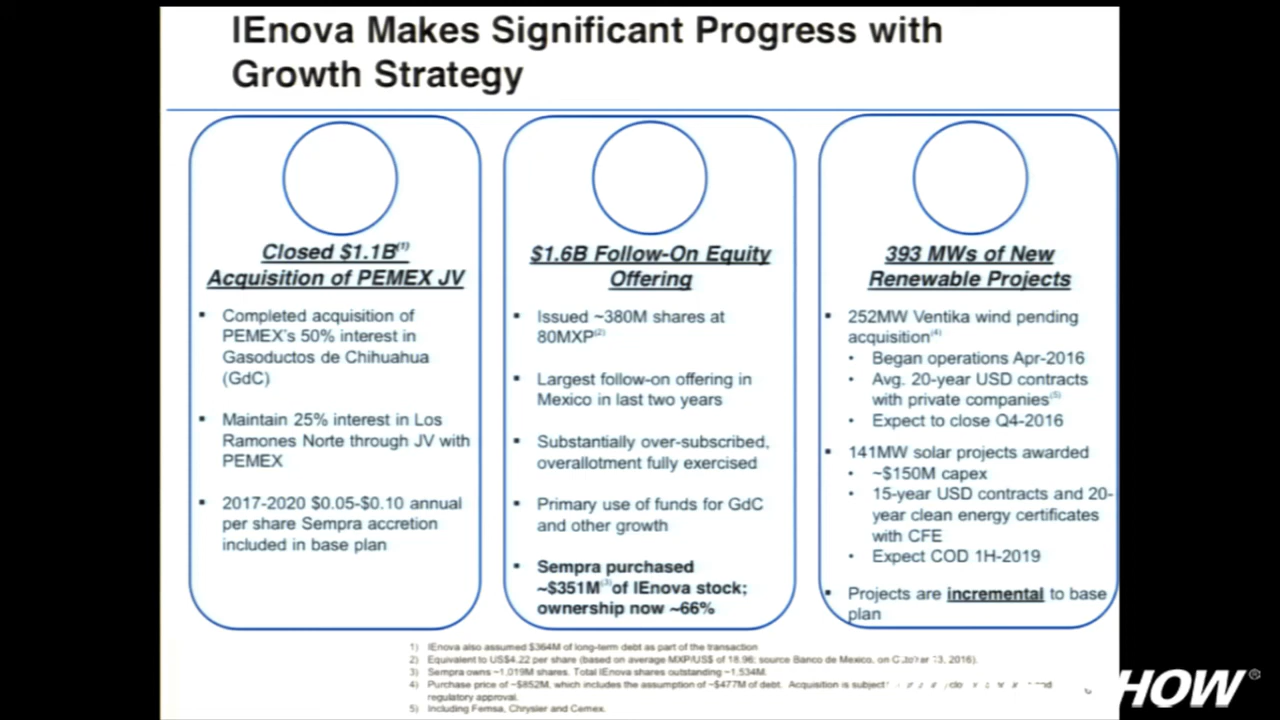 IEnova Makes Significant Progress with
Growth Strategy
Closed $1.1B(1)
Acquisition of PEMEX JV
▪ Completed acquisition of
PEMEX's 50% interest in
Gasoductos de Chihuahua
(GdC)
▪ Maintain 25% interest in Los
Ramones Norte through JV with
PEMEX
▪ 2017-2020 $0.05-$0.10 annual
per share Sempra accretion
included in base plan
$1.6B Follow-On Equity
Offering
▪ Issued ~380M shares at
80MXP(2)
▪ Largest follow-on offering in
Mexico in last two years
▪ Substantially over-subscribed,
overallotment fully exercised
▪ Primary use of funds for GdC
and other growth
▪ Sempra purchased
~$351M(3) of IEnova stock;
ownership now ~66%
393 MWs of New
Renewable Projects
▪ 252MW Ventika wind pending
acquisition(4)
• Began operations Apr-2016
• Avg. 20-year USD contracts
with private companies(5)
• Expect to close Q4-2016
▪ 141MW solar projects awarded
• ~$150M capex
• 15-year USD contracts and 20-
year clean energy certificates
with CFE
• Expect COD 1H-2019
▪ Projects are incremental to base
plan
1) IEnova also assumed $364M of long-term debt as part of the transaction
2) Equivalent to US$4.22 per share (based on average MXP/US$ of 18.96; source Banco de Mexico, on 13, 2016).
3) Sempra owns ~1,019M shares. Total IEnova shares outstanding ~1,534M.
4) Purchase price of ~$852M, which includes the assumption of ~$477M of debt. Acquisition is subject
regulatory approval.
5) Including Femsa, Chrysler and Cemex.
HOW®